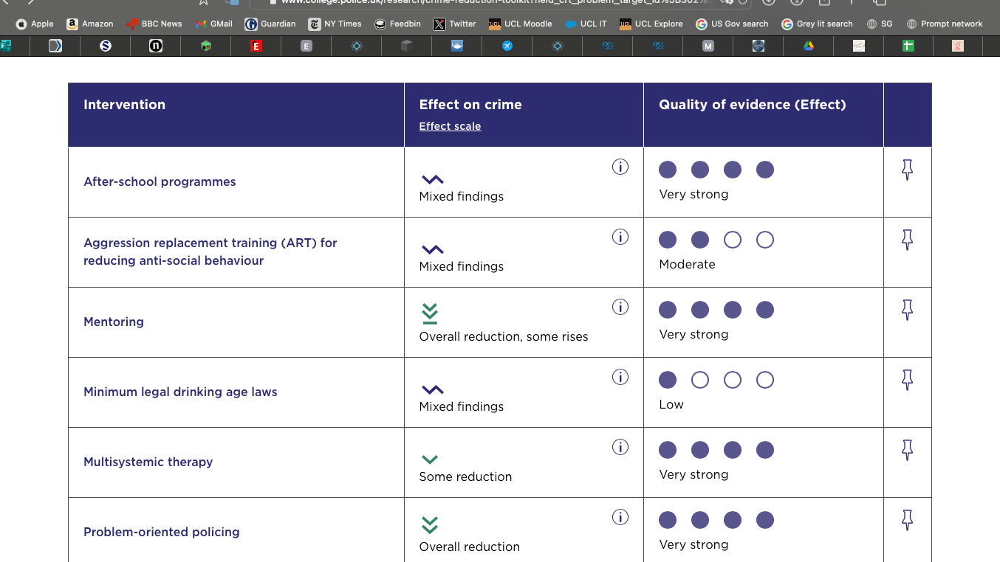 Apple Amazon BBC News GMail Guardian NY Times Feedbin Twitter UCL Moodle UCL IT UCL Explore US Gov search Grey lit search SG Prompt network
Intervention
Effect on crime
Effect scale
Quality of evidence (Effect)
After-school programmes
Mixed findings
Very strong
Aggression replacement training (ART) for
reducing anti-social behaviour
Mixed findings
Moderate
Mentoring
Overall reduction, some rises
Very strong
Minimum legal drinking age laws
Mixed findings
Low
Multisystemic therapy
Some reduction
Very strong
Problem-oriented policing
Overall reduction
Very strong